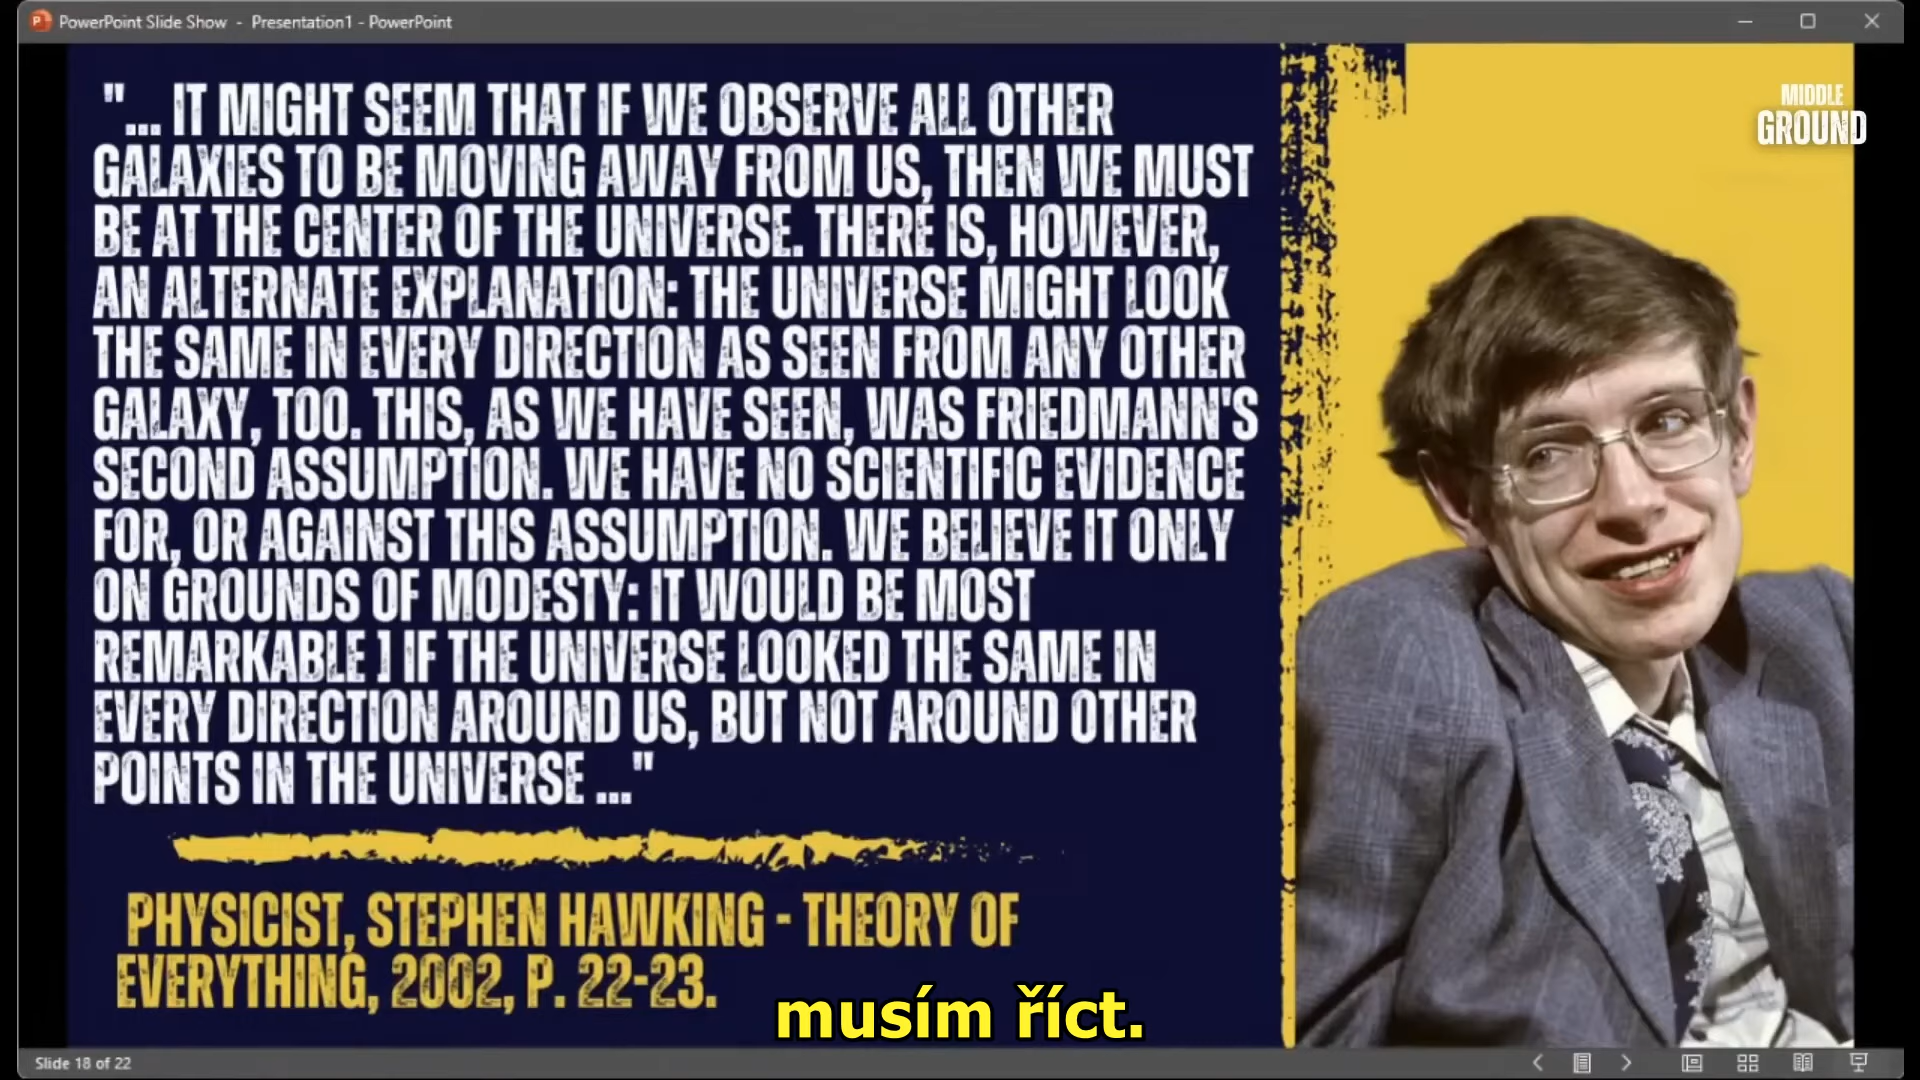 PowerPoint Slide Show - Presentation1 - PowerPoint
MIDDLE
GROUND
"... IT MIGHT SEEM THAT IF WE OBSERVE ALL OTHER
GALAXIES TO BE MOVING AWAY FROM US, THEN WE MUST
BE AT THE CENTER OF THE UNIVERSE. THERE IS, HOWEVER,
AN ALTERNATE EXPLANATION: THE UNIVERSE MIGHT LOOK
THE SAME IN EVERY DIRECTION AS SEEN FROM ANY OTHER
GALAXY, TOO. THIS, AS WE HAVE SEEN, WAS FRIEDMANN'S
SECOND ASSUMPTION. WE HAVE NO SCIENTIFIC EVIDENCE
FOR, OR AGAINST THIS ASSUMPTION. WE BELIEVE IT ONLY
ON GROUNDS OF MODESTY: IT WOULD BE MOST
REMARKABLE ] IF THE UNIVERSE LOOKED THE SAME IN
EVERY DIRECTION AROUND US, BUT NOT AROUND OTHER
POINTS IN THE UNIVERSE ..."
PHYSICIST, STEPHEN HAWKING - THEORY OF
EVERYTHING, 2002, P. 22-23.
musím říct.
Slide 18 of 22